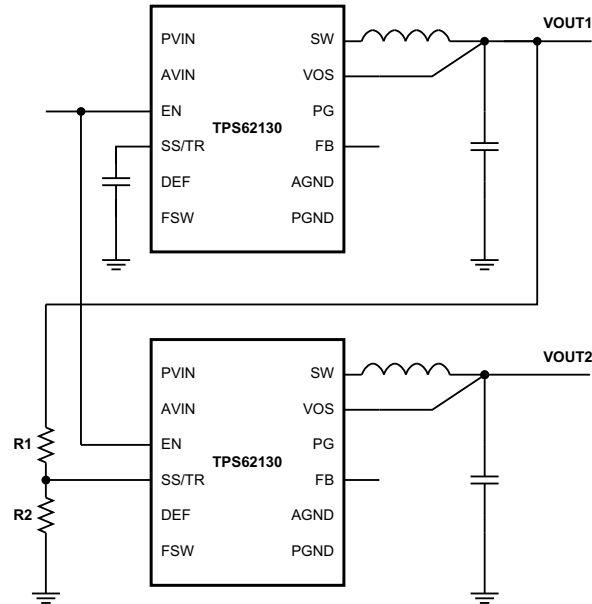 VOUT1
PVIN SW
AVIN VOS
EN PG
TPS62130
SS/TR FB
DEF AGND
FSW PGND
VOUT2
PVIN SW
AVIN VOS
R1 EN PG
TPS62130
SS/TR FB
R2 DEF AGND
FSW PGND